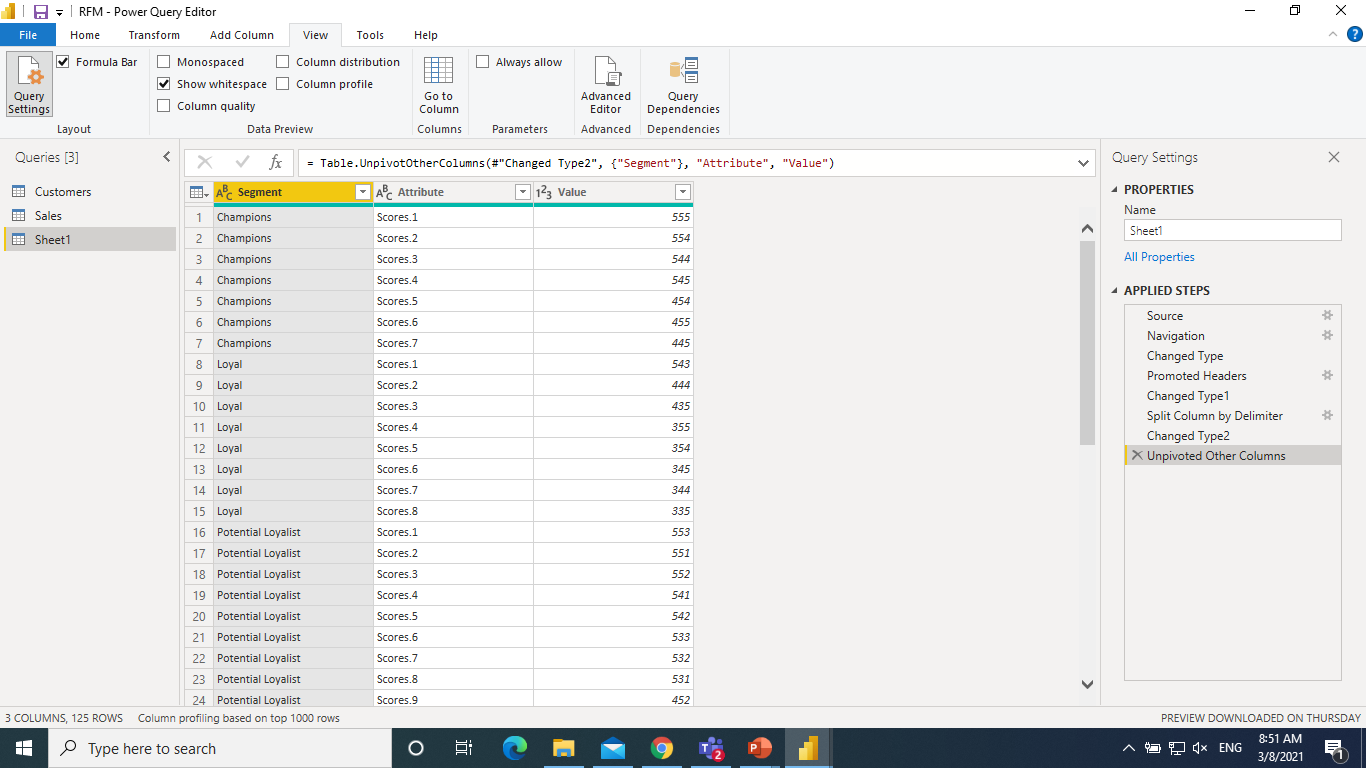 RFM - Power Query Editor
File Home Transform Add Column View Tools Help
Query Settings
Formula Bar
Layout
Monospaced
Show whitespace
Column quality
Column distribution
Column profile
Data Preview
Go to Column
Columns
Always allow
Parameters
Advanced Editor
Advanced
Query Dependencies
Dependencies
Queries [3]
Customers
Sales
Sheet1
fx = Table.UnpivotOtherColumns(#"Changed Type2", {"Segment"}, "Attribute", "Value")
ABC Segment ABC Attribute 123 Value
1 Champions Scores.1 555
2 Champions Scores.2 554
3 Champions Scores.3 544
4 Champions Scores.4 545
5 Champions Scores.5 454
6 Champions Scores.6 455
7 Champions Scores.7 445
8 Loyal Scores.1 543
9 Loyal Scores.2 444
10 Loyal Scores.3 435
11 Loyal Scores.4 355
12 Loyal Scores.5 354
13 Loyal Scores.6 345
14 Loyal Scores.7 344
15 Loyal Scores.8 335
16 Potential Loyalist Scores.1 553
17 Potential Loyalist Scores.2 551
18 Potential Loyalist Scores.3 552
19 Potential Loyalist Scores.4 541
20 Potential Loyalist Scores.5 542
21 Potential Loyalist Scores.6 533
22 Potential Loyalist Scores.7 532
23 Potential Loyalist Scores.8 531
24 Potential Loyalist Scores.9 452
Query Settings
PROPERTIES
Name
Sheet1
All Properties
APPLIED STEPS
Source
Navigation
Changed Type
Promoted Headers
Changed Type1
Split Column by Delimiter
Changed Type2
Unpivoted Other Columns
3 COLUMNS, 125 ROWS Column profiling based on top 1000 rows PREVIEW DOWNLOADED ON THURSDAY
Type here to search
2
ENG
8:51 AM
3/8/2021
1